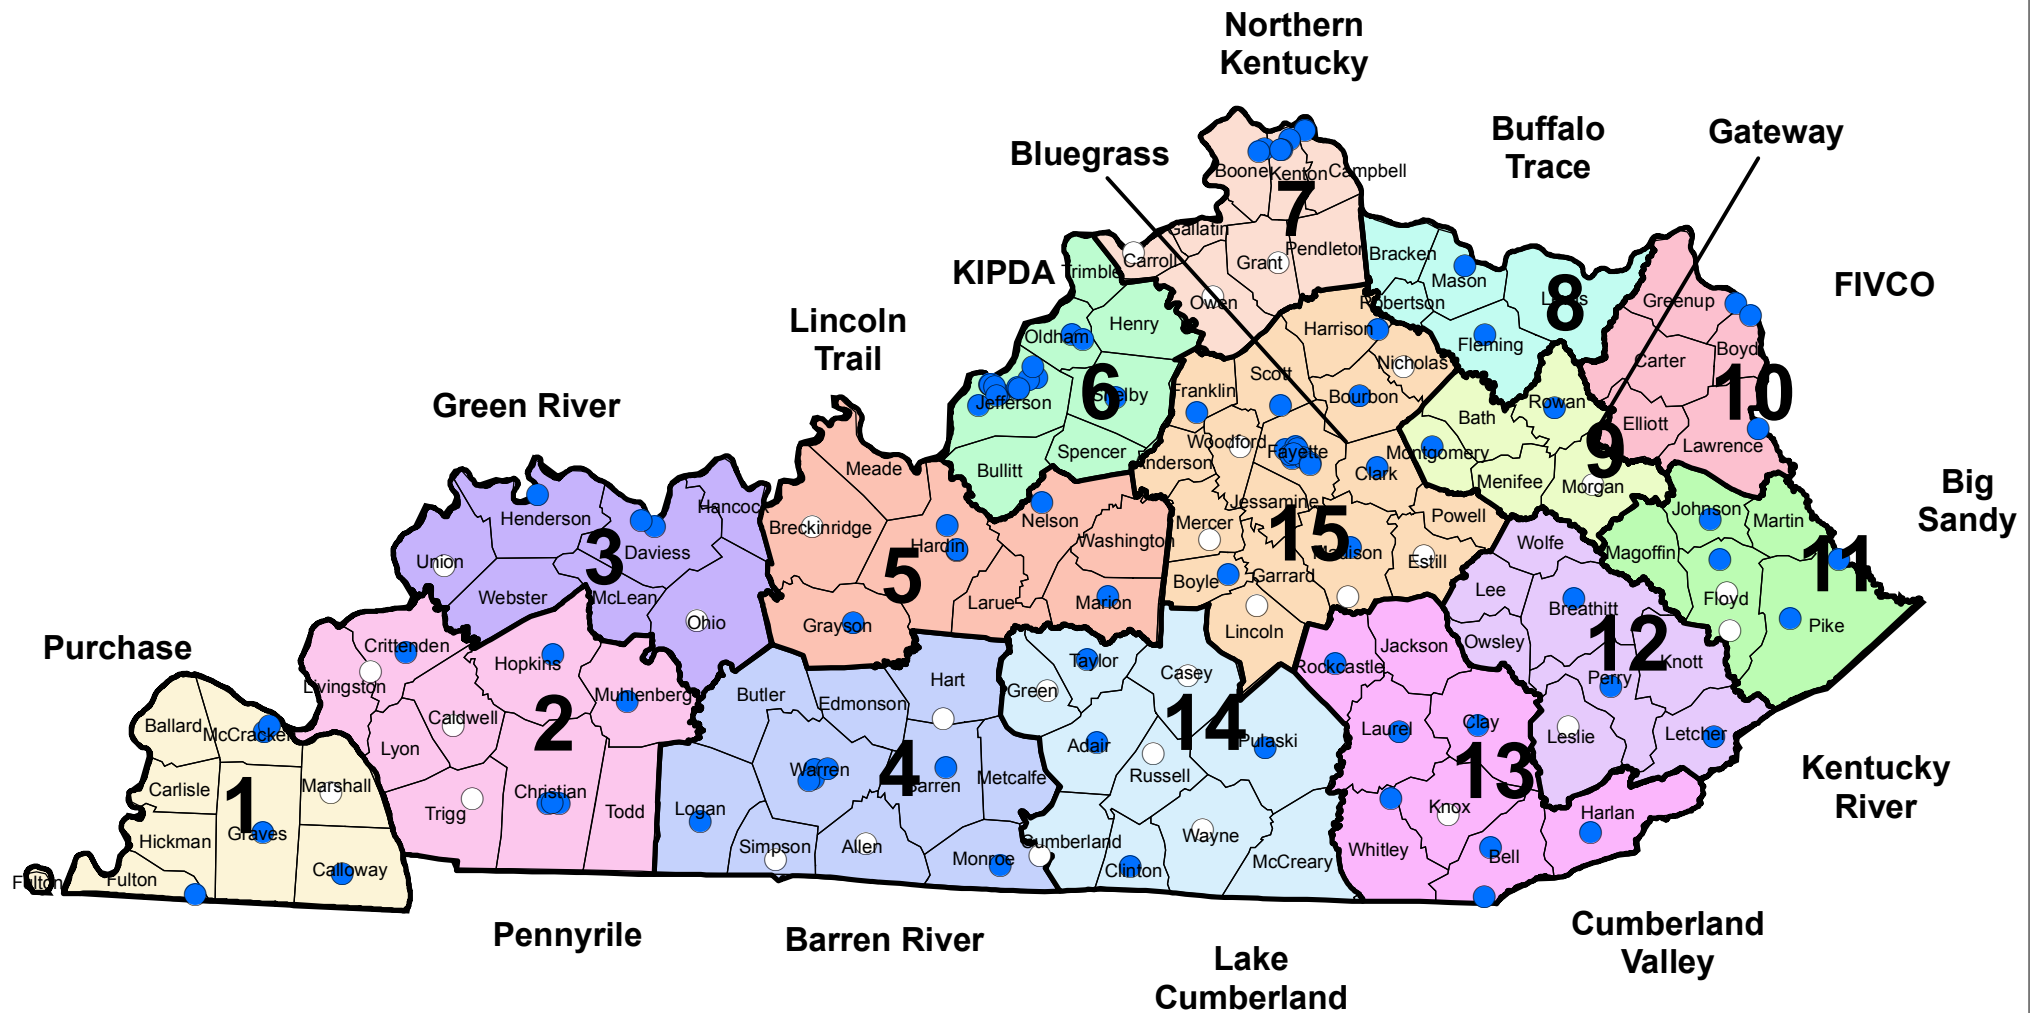 Northern
Kentucky
Buffalo
Trace
Gateway
Bluegrass
KIPDA
FIVCO
Lincoln
Trail
Green River
Big
Sandy
Purchase
Kentucky
River
Pennyrile
Barren River
Lake
Cumberland
Cumberland
Valley
1
Ballard
McCracken
Carlisle
Marshall
Hickman
Graves
Fulton
Fulton
Calloway
2
Crittenden
Livingston
Hopkins
Muhlenberg
Caldwell
Lyon
Trigg
Christian
Todd
3
Henderson
Hancock
Union
Daviess
Webster
McLean
Ohio
4
Butler
Edmonson
Hart
Warren
Barren
Metcalfe
Logan
Simpson
Allen
Monroe
5
Meade
Breckinridge
Hardin
Nelson
Washington
Larue
Marion
Grayson
6
Trimble
Henry
Oldham
Jefferson
Shelby
Spencer
Bullitt
7
Boone
Kenton
Campbell
Gallatin
Carroll
Grant
Pendleton
Owen
8
Bracken
Mason
Robertson
Lewis
Fleming
9
Bath
Rowan
Montgomery
Menifee
Morgan
10
Greenup
Carter
Boyd
Elliott
Lawrence
11
Johnson
Martin
Magoffin
Floyd
Pike
12
Wolfe
Lee
Breathitt
Owsley
Knott
Perry
Leslie
Letcher
13
Rockcastle
Jackson
Laurel
Clay
Knox
Harlan
Whitley
Bell
14
Taylor
Casey
Green
Adair
Pulaski
Russell
Wayne
Cumberland
Clinton
McCreary
15
Harrison
Nicholas
Scott
Franklin
Bourbon
Woodford
Fayette
Anderson
Clark
Jessamine
Mercer
Powell
Madison
Estill
Boyle
Garrard
Lincoln